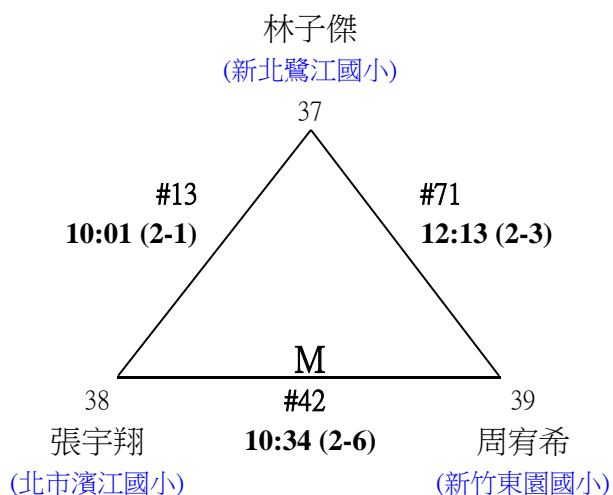 林子傑
(新北鷺江國小)
37
#13
10:01 (2-1)
#71
12:13 (2-3)
M
38
#42
39
張宇翔
10:34 (2-6)
周宥希
(北市濱江國小)
(新竹東園國小)